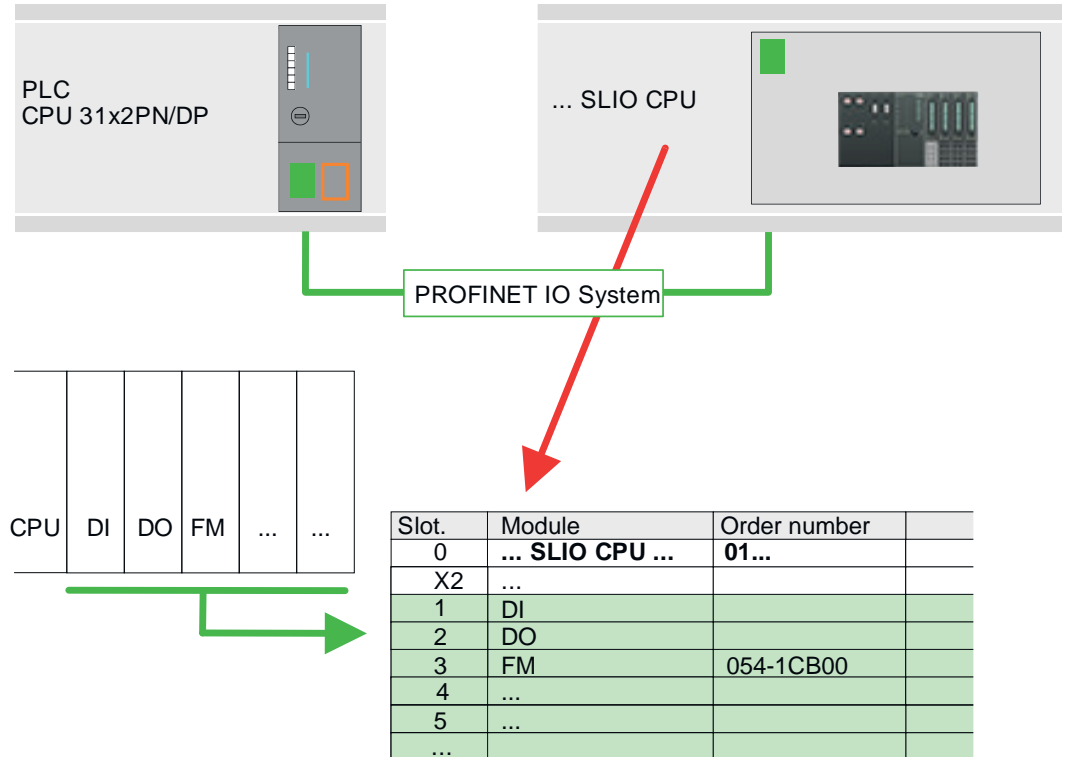 PLC
CPU 31x2PN/DP
... SLIO CPU
PROFINET IO System
CPU DI DO FM ... ...
Slot. Module Order number
0 ... SLIO CPU ... 01...
X2 ...
1 DI
2 DO
3 FM 054-1CB00
4 ...
5 ...
...